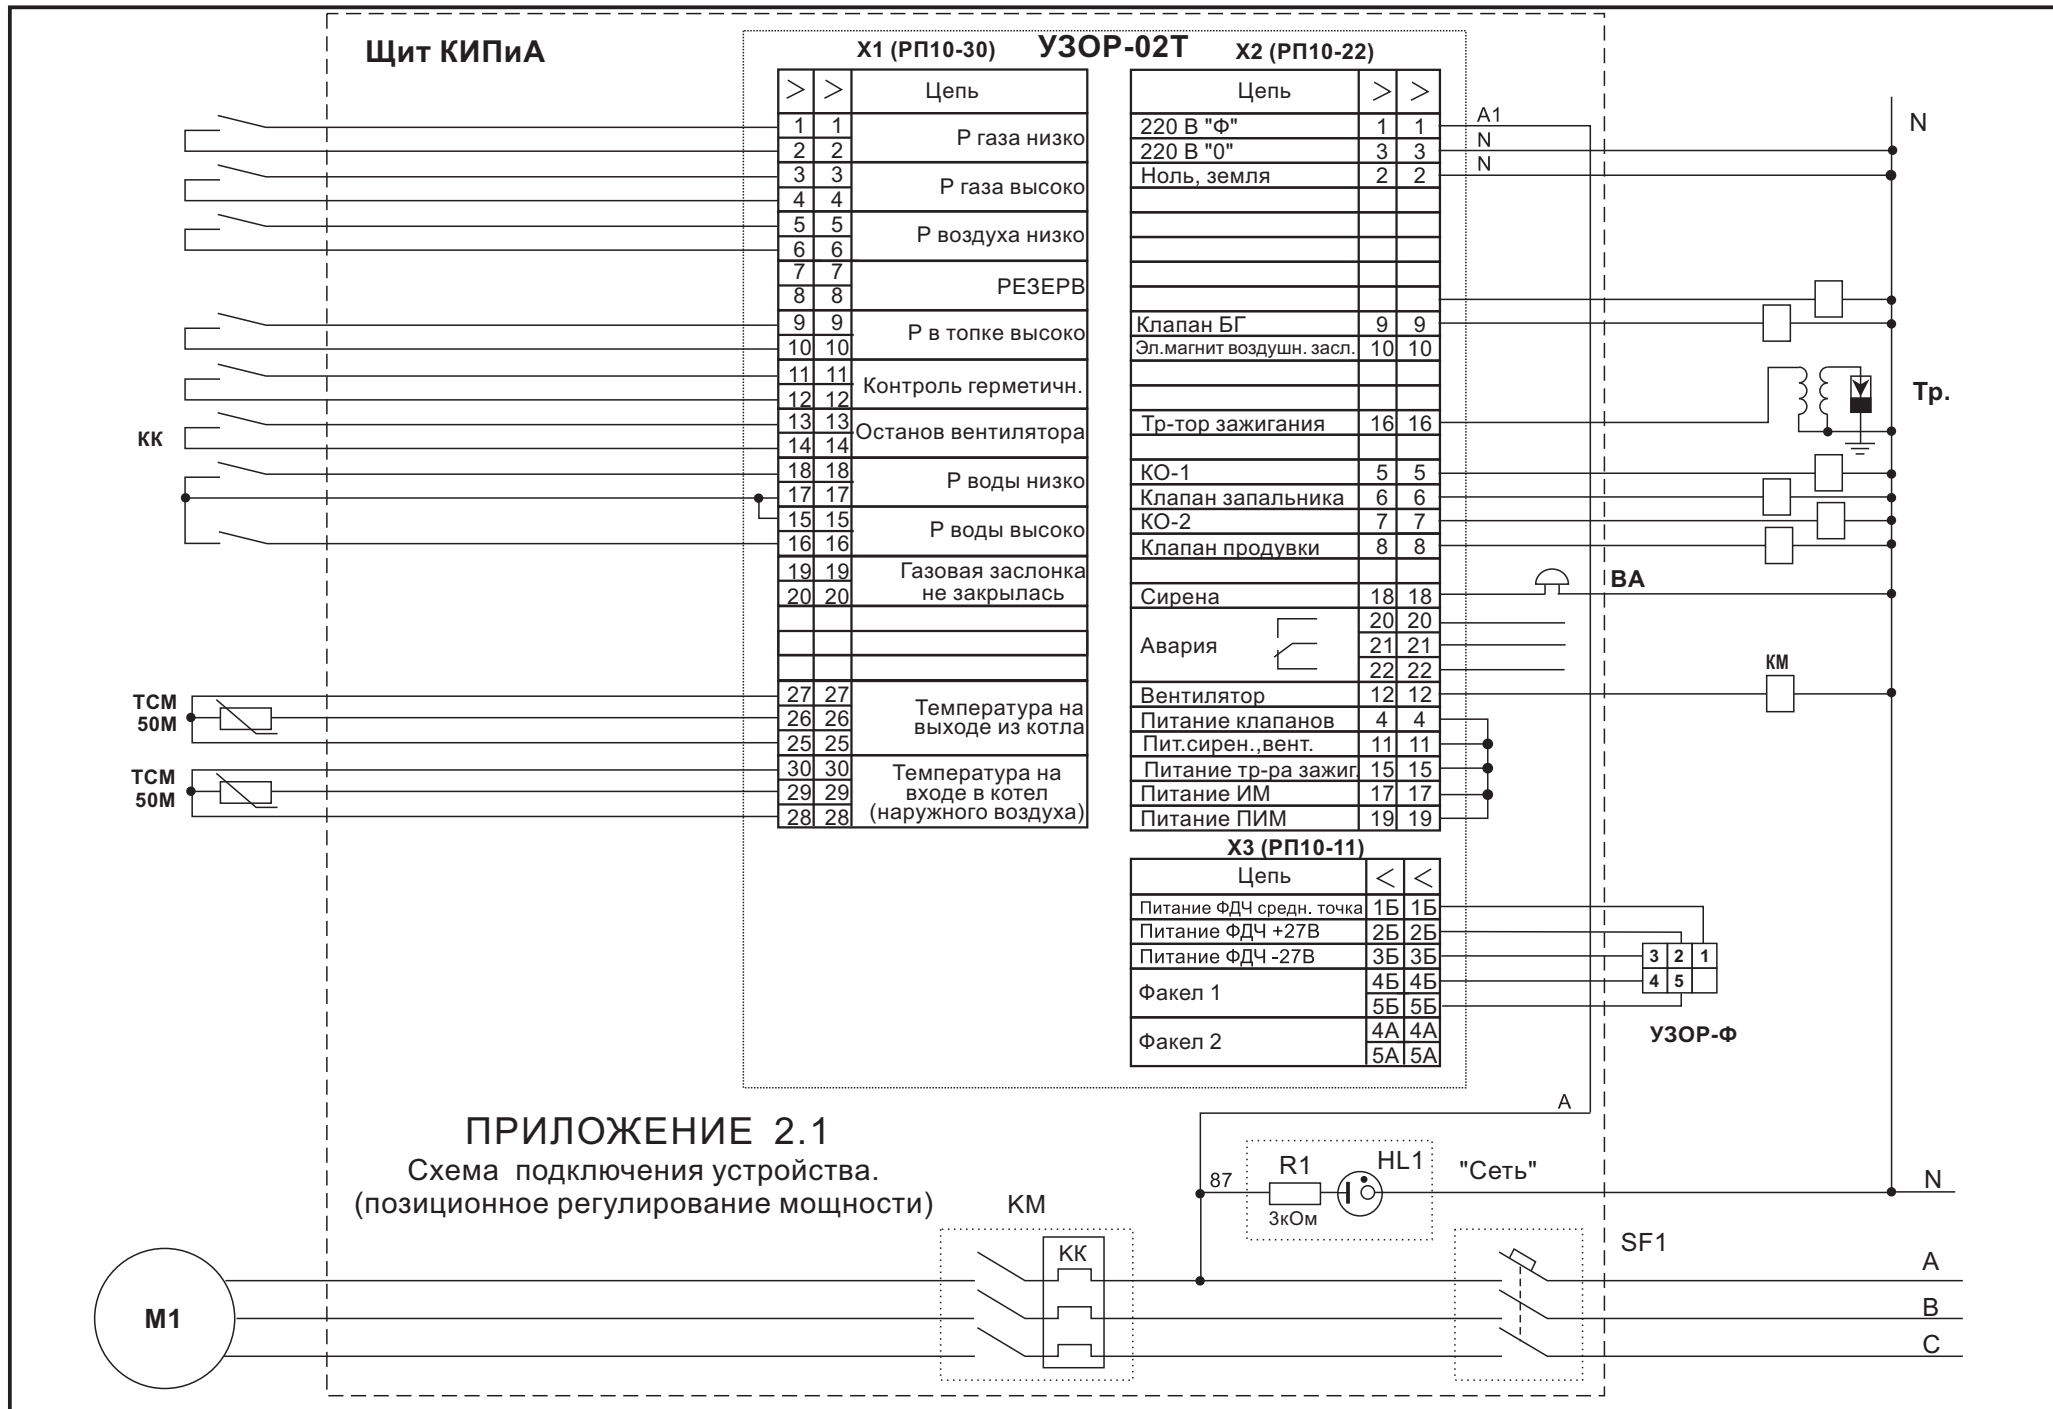 Щит КИПиА
X1 (РП10-30)
УЗОР-02Т
X2 (РП10-22)
> > Цепь
1 1 Р газа низко
2 2
3 3 Р газа высоко
4 4
5 5 Р воздуха низко
6 6
7 7 РЕЗЕРВ
8 8
9 9 Р в топке высоко
10 10
11 11 Контроль герметичн.
12 12
13 13 Останов вентилятора
14 14
КК
18 18 Р воды низко
17 17
15 15 Р воды высоко
16 16
19 19 Газовая заслонка
20 20 не закрылась
ТСМ
50М
27 27 Температура на
26 26 выходе из котла
25 25
ТСМ
50М
30 30 Температура на
29 29 входе в котел
28 28 (наружного воздуха)
Цепь > >
220 В "Ф" 1 1 А1
220 В "0" 3 3 N
Ноль, земля 2 2 N
N
Клапан БГ 9 9
Эл.магнит воздушн. засл. 10 10
Тр-тор зажигания 16 16
Тр.
КО-1 5 5
Клапан запальника 6 6
КО-2 7 7
Клапан продувки 8 8
Сирена 18 18
ВА
Авария
20 20
21 21
22 22
Вентилятор 12 12
КМ
Питание клапанов 4 4
Пит.сирен.,вент. 11 11
Питание тр-ра зажиг. 15 15
Питание ИМ 17 17
Питание ПИМ 19 19
X3 (РП10-11)
Цепь < <
Питание ФДЧ средн. точка 1Б 1Б
Питание ФДЧ +27В 2Б 2Б
Питание ФДЧ -27В 3Б 3Б
Факел 1 4Б 4Б
5Б 5Б
Факел 2 4А 4А
5А 5А
3 2 1
4 5
УЗОР-Ф
А
ПРИЛОЖЕНИЕ 2.1
Схема подключения устройства.
(позиционное регулирование мощности)
87
R1
3кОм
HL1
"Сеть"
N
КМ
КК
SF1
М1
А
В
С